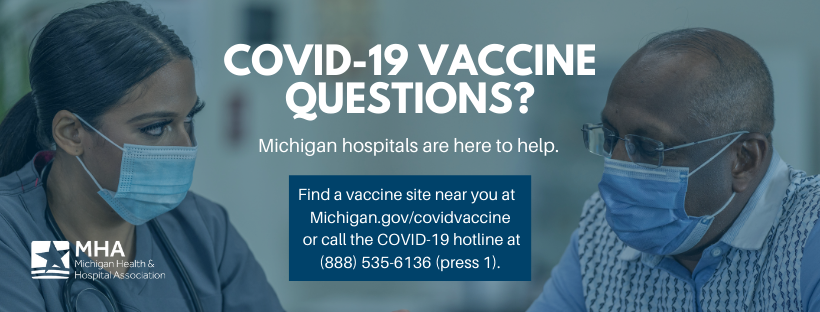 COVID-19 VACCINE
QUESTIONS?
Michigan hospitals are here to help.
Find a vaccine site near you at
Michigan.gov/covidvaccine
or call the COVID-19 hotline at
(888) 535-6136 (press 1).
MHA
Michigan Health &
Hospital Association